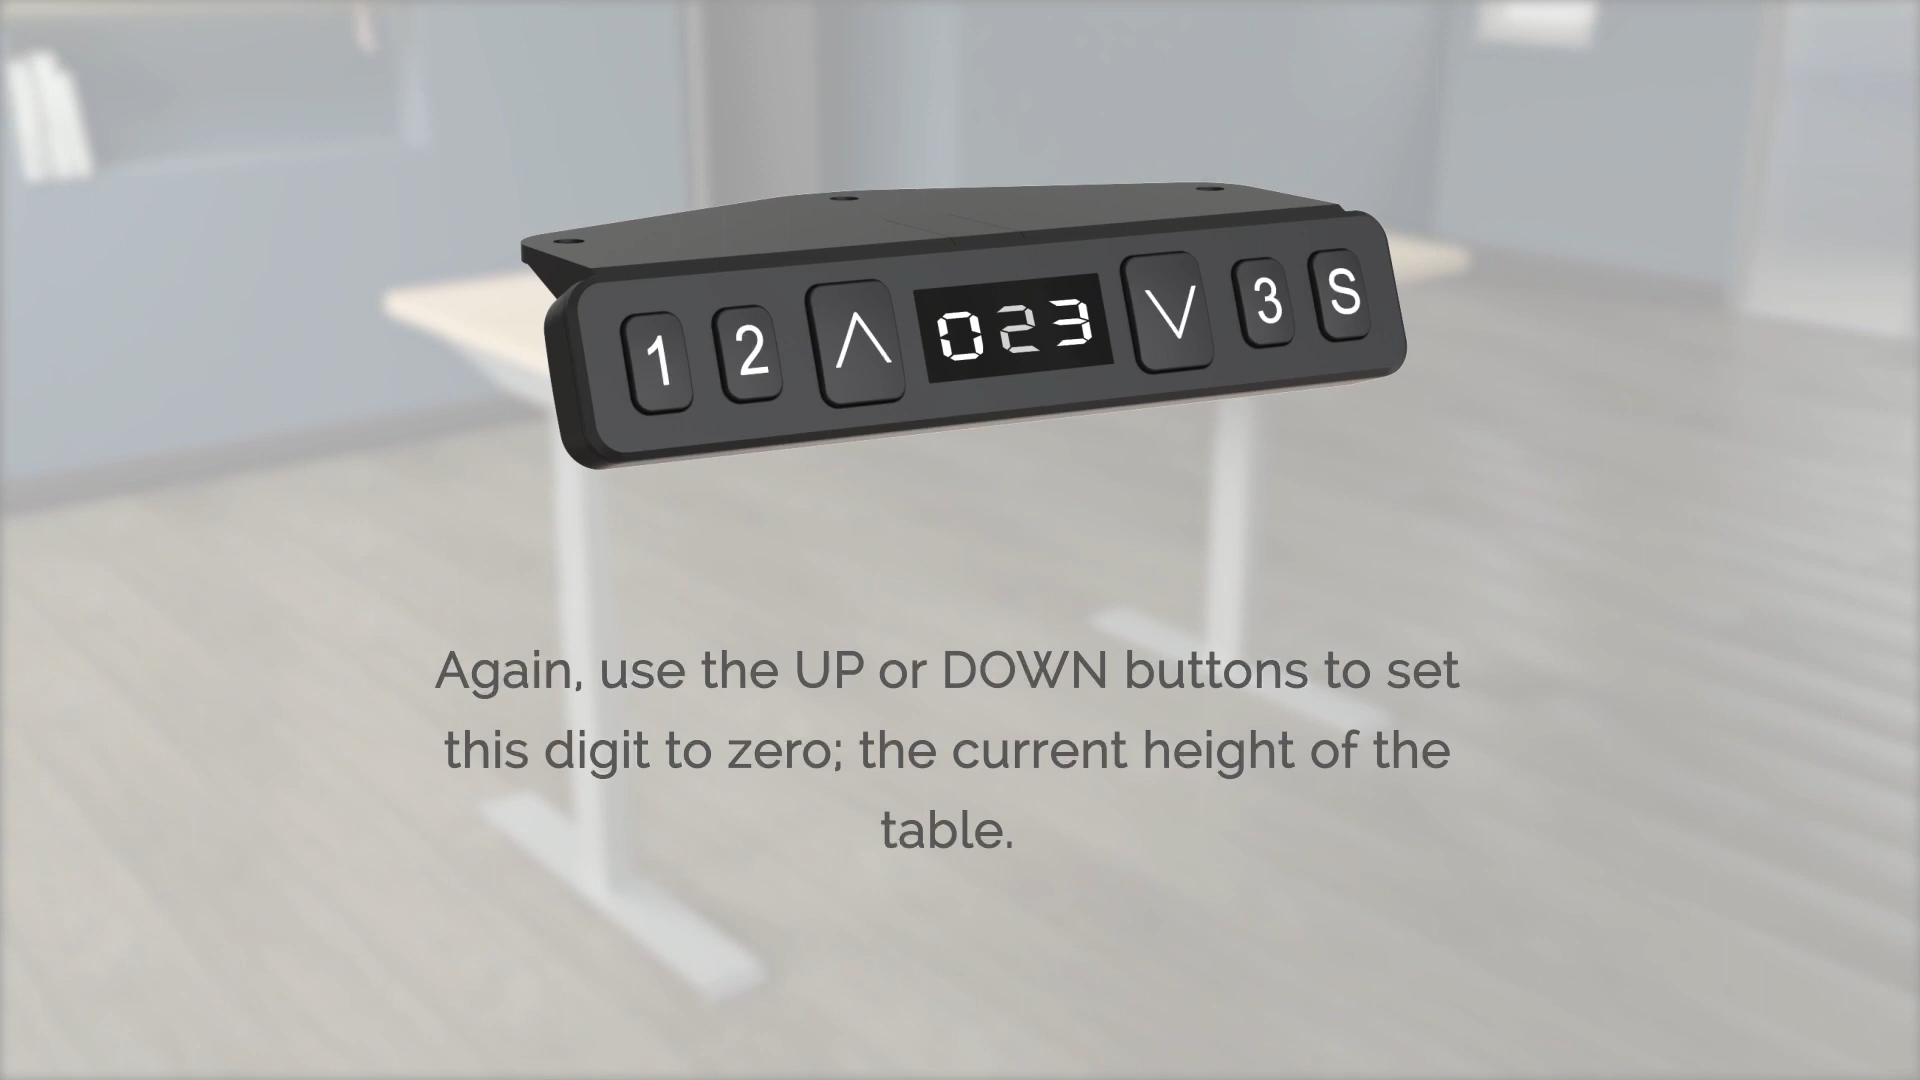 1 2 ∧ 023 ∨ 3 S
Again, use the UP or DOWN buttons to set
this digit to zero; the current height of the
table.